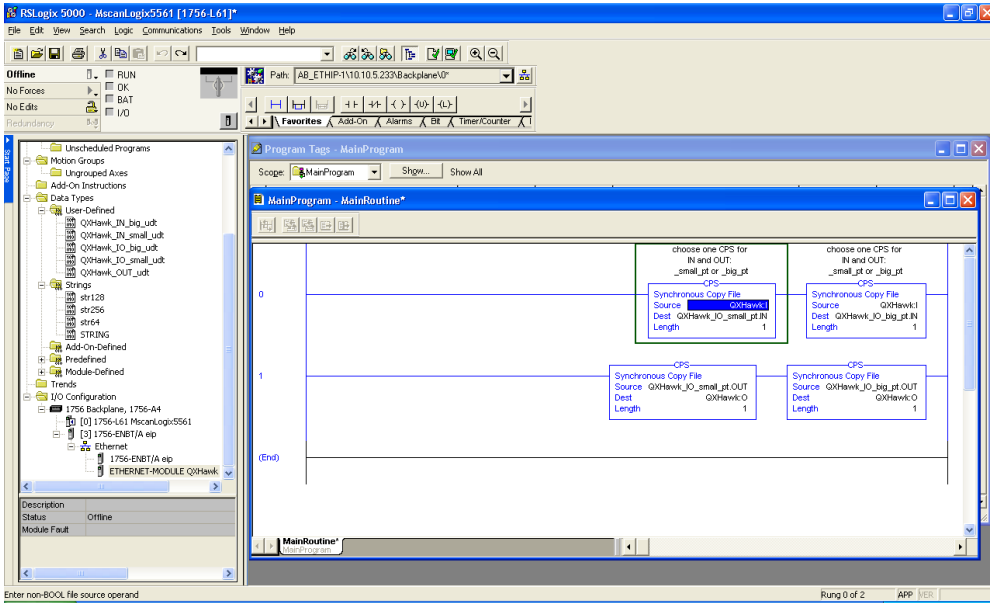 RSLogix 5000 - MscanLogix5561 [1756-L61]*
File Edit View Search Logic Communications Tools Window Help
Offline RUN
No Forces OK
No Edits BAT
Redundancy I/O
Path: AB_ETHIP-1\10.10.5.233\Backplane\0*
Favorites Add-On Alarms Bit Timer/Counter
Start Page
Unscheduled Programs
Motion Groups
Ungrouped Axes
Add-On Instructions
Data Types
User-Defined
QXHawk_IN_big_udt
QXHawk_IN_small_udt
QXHawk_IO_big_udt
QXHawk_IO_small_udt
QXHawk_OUT_udt
Strings
str128
str256
str64
STRING
Add-On-Defined
Predefined
Module-Defined
Trends
I/O Configuration
1756 Backplane, 1756-A4
[0] 1756-L61 MscanLogix5561
[3] 1756-ENBT/A eip
Ethernet
1756-ENBT/A eip
ETHERNET-MODULE QXHawk
Description
Status Offline
Module Fault
Program Tags - MainProgram
Scope: MainProgram Show... Show All
MainProgram - MainRoutine*
choose one CPS for
IN and OUT:
_small_pt or _big_pt
CPS
Synchronous Copy File
Source QXHawk:I
Dest QXHawk_IO_small_pt.IN
Length 1
choose one CPS for
IN and OUT:
_small_pt or _big_pt
CPS
Synchronous Copy File
Source QXHawk:I
Dest QXHawk_IO_big_pt.IN
Length 1
0
1
CPS
Synchronous Copy File
Source QXHawk_IO_small_pt.OUT
Dest QXHawk:O
Length 1
CPS
Synchronous Copy File
Source QXHawk_IO_big_pt.OUT
Dest QXHawk:O
Length 1
(End)
MainRoutine*
MainProgram
Enter non-BOOL file source operand
Rung 0 of 2 APP VER